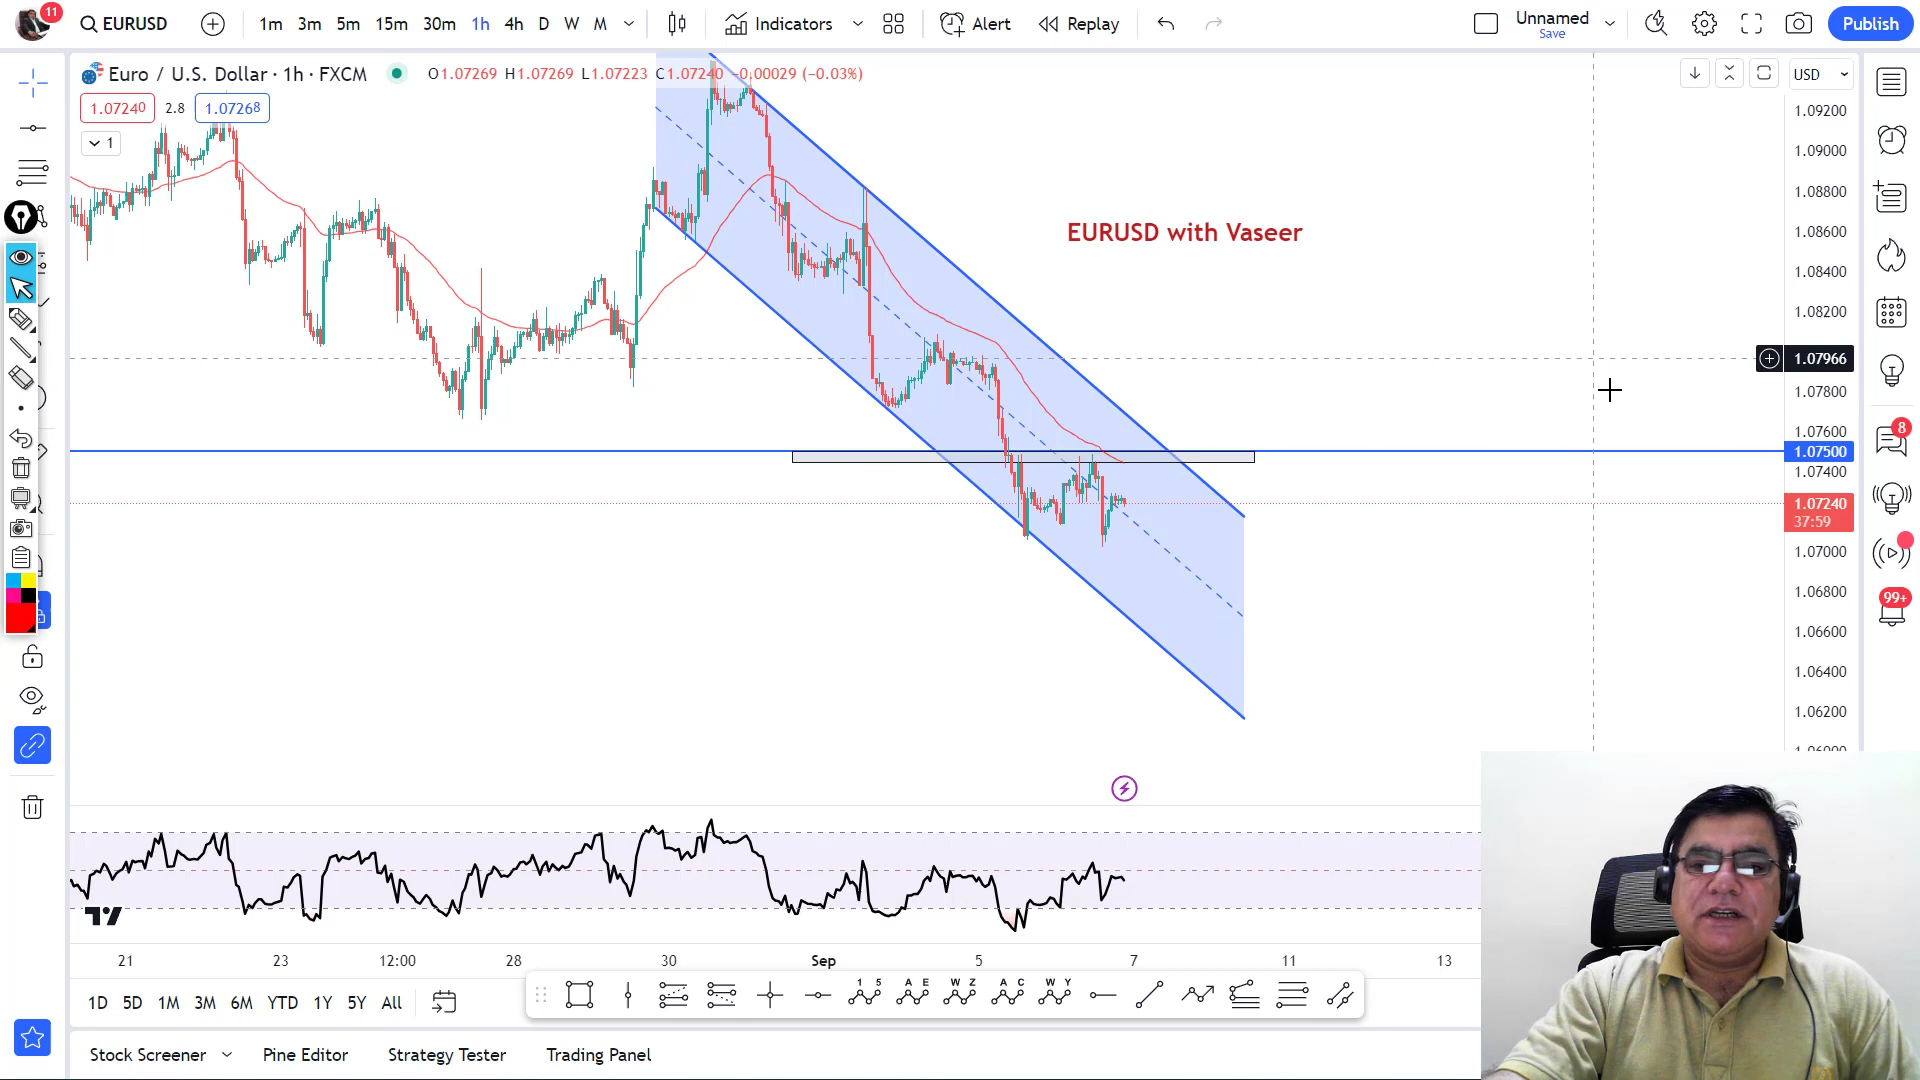 11
EURUSD
1m 3m 5m 15m 30m 1h 4h D W M
Indicators
Alert
Replay
Unnamed
Save
Publish
Euro / U.S. Dollar · 1h · FXCM
O1.07269 H1.07269 L1.07223 C1.07240 −0.00029 (−0.03%)
USD
1.07240 2.8 1.07268
1
EURUSD with Vaseer
1.09200
1.09000
1.08800
1.08600
1.08400
1.08200
1.07966
1.07800
1.07600
1.07500
1.07400
1.07240
37:59
1.07000
1.06800
1.06600
1.06400
1.06200
8
99+
21 23 12:00 28 30 Sep 5 7 11 13
1D 5D 1M 3M 6M YTD 1Y 5Y All
1 5
A E
W Z
A C
W Y
Stock Screener
Pine Editor
Strategy Tester
Trading Panel